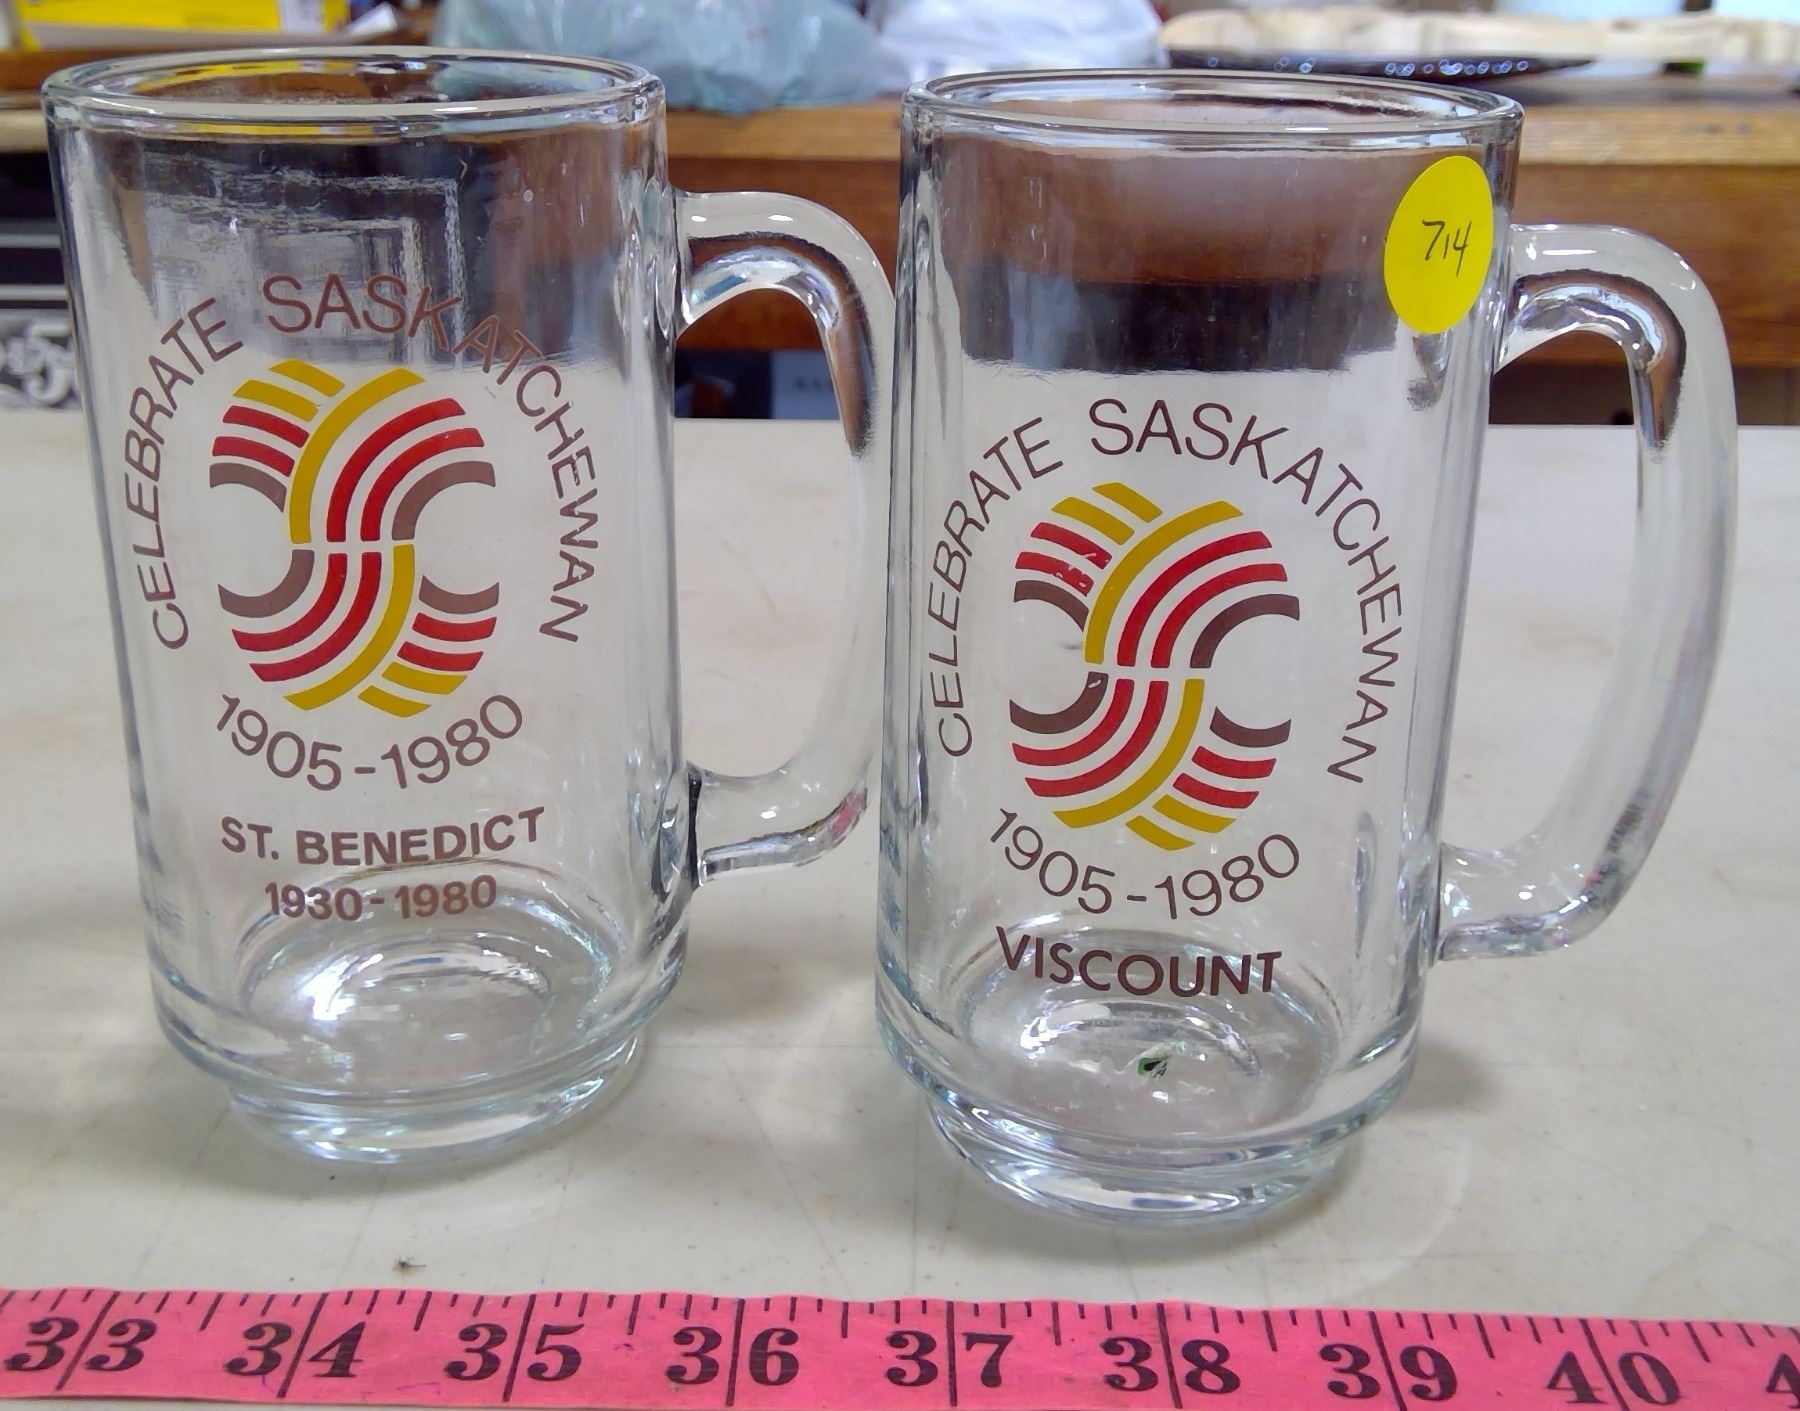 CELEBRATE SASKATCHEWAN
1905-1980
ST. BENEDICT
1930-1980
714
CELEBRATE SASKATCHEWAN
1905-1980
VISCOUNT
33 34 35 36 37 38 39 40 4